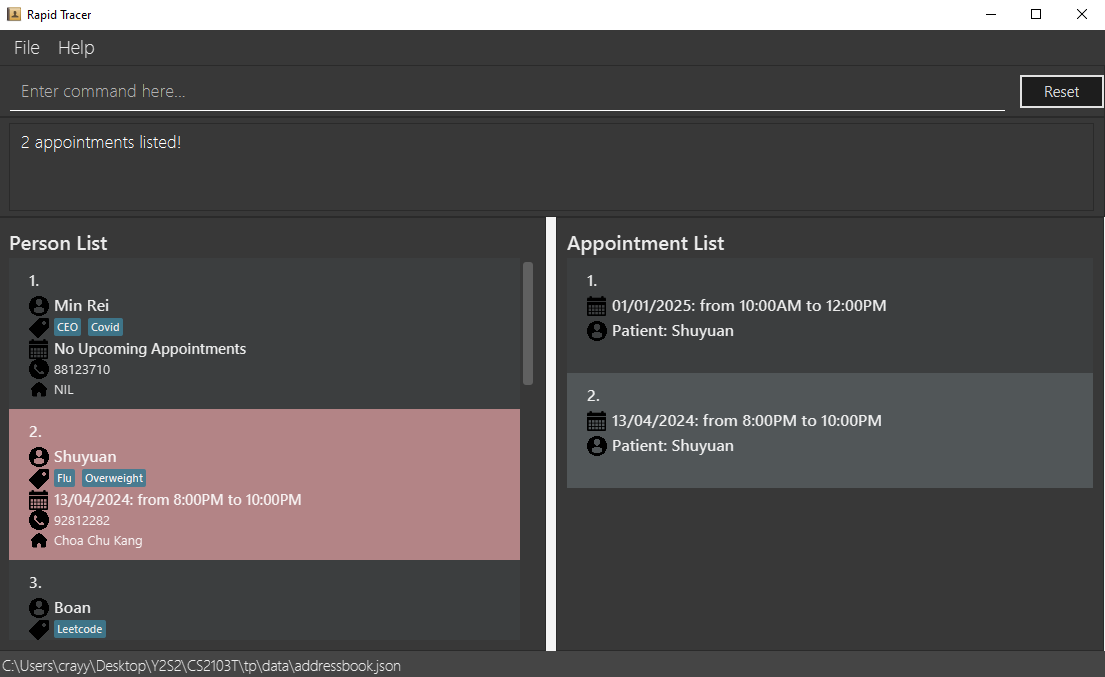 Rapid Tracer
File Help
Enter command here...
Reset
2 appointments listed!
Person List
1.
Min Rei
CEO Covid
No Upcoming Appointments
88123710
NIL
2.
Shuyuan
Flu Overweight
13/04/2024: from 8:00PM to 10:00PM
92812282
Choa Chu Kang
3.
Boan
Leetcode
Appointment List
1.
01/01/2025: from 10:00AM to 12:00PM
Patient: Shuyuan
2.
13/04/2024: from 8:00PM to 10:00PM
Patient: Shuyuan
C:\Users\crayy\Desktop\Y2S2\CS2103T\tp\data\addressbook.json